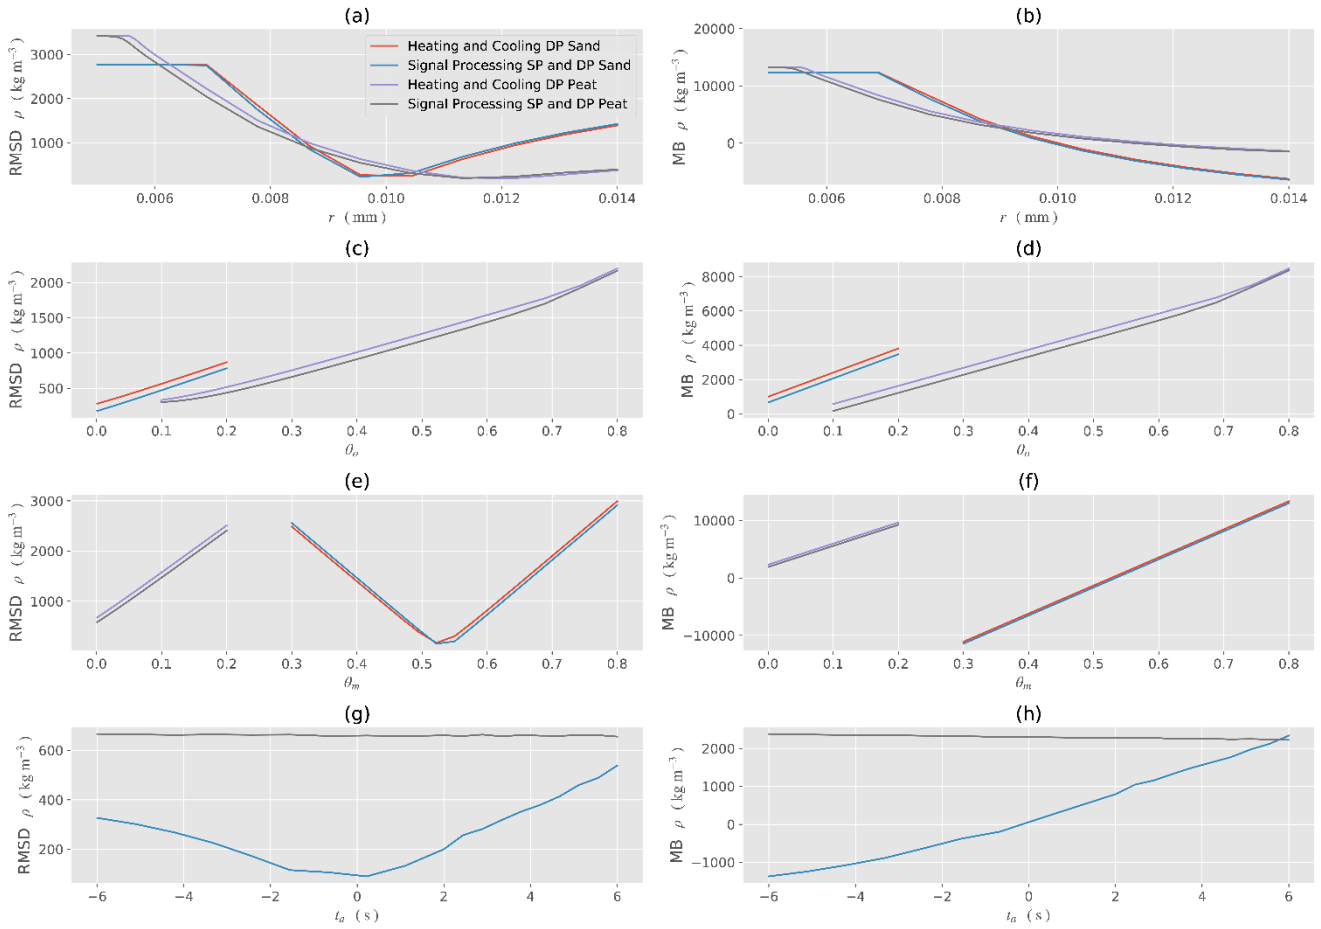 (a)
RMSD ρ (kg m⁻³)
3000
2000
1000
Heating and Cooling DP Sand
Signal Processing SP and DP Sand
Heating and Cooling DP Peat
Signal Processing SP and DP Peat
0.006 0.008 0.010 0.012 0.014
r (mm)
(b)
MB ρ (kg m⁻³)
20000
10000
0
0.006 0.008 0.010 0.012 0.014
r (mm)
(c)
RMSD ρ (kg m⁻³)
2000
1500
1000
500
0.0 0.1 0.2 0.3 0.4 0.5 0.6 0.7 0.8
θₒ
(d)
MB ρ (kg m⁻³)
8000
6000
4000
2000
0
0.0 0.1 0.2 0.3 0.4 0.5 0.6 0.7 0.8
θₒ
(e)
RMSD ρ (kg m⁻³)
3000
2000
1000
0.0 0.1 0.2 0.3 0.4 0.5 0.6 0.7 0.8
θₘ
(f)
MB ρ (kg m⁻³)
10000
0
−10000
0.0 0.1 0.2 0.3 0.4 0.5 0.6 0.7 0.8
θₘ
(g)
RMSD ρ (kg m⁻³)
600
400
200
−6 −4 −2 0 2 4 6
tₐ (s)
(h)
MB ρ (kg m⁻³)
2000
1000
0
−1000
−6 −4 −2 0 2 4 6
tₐ (s)